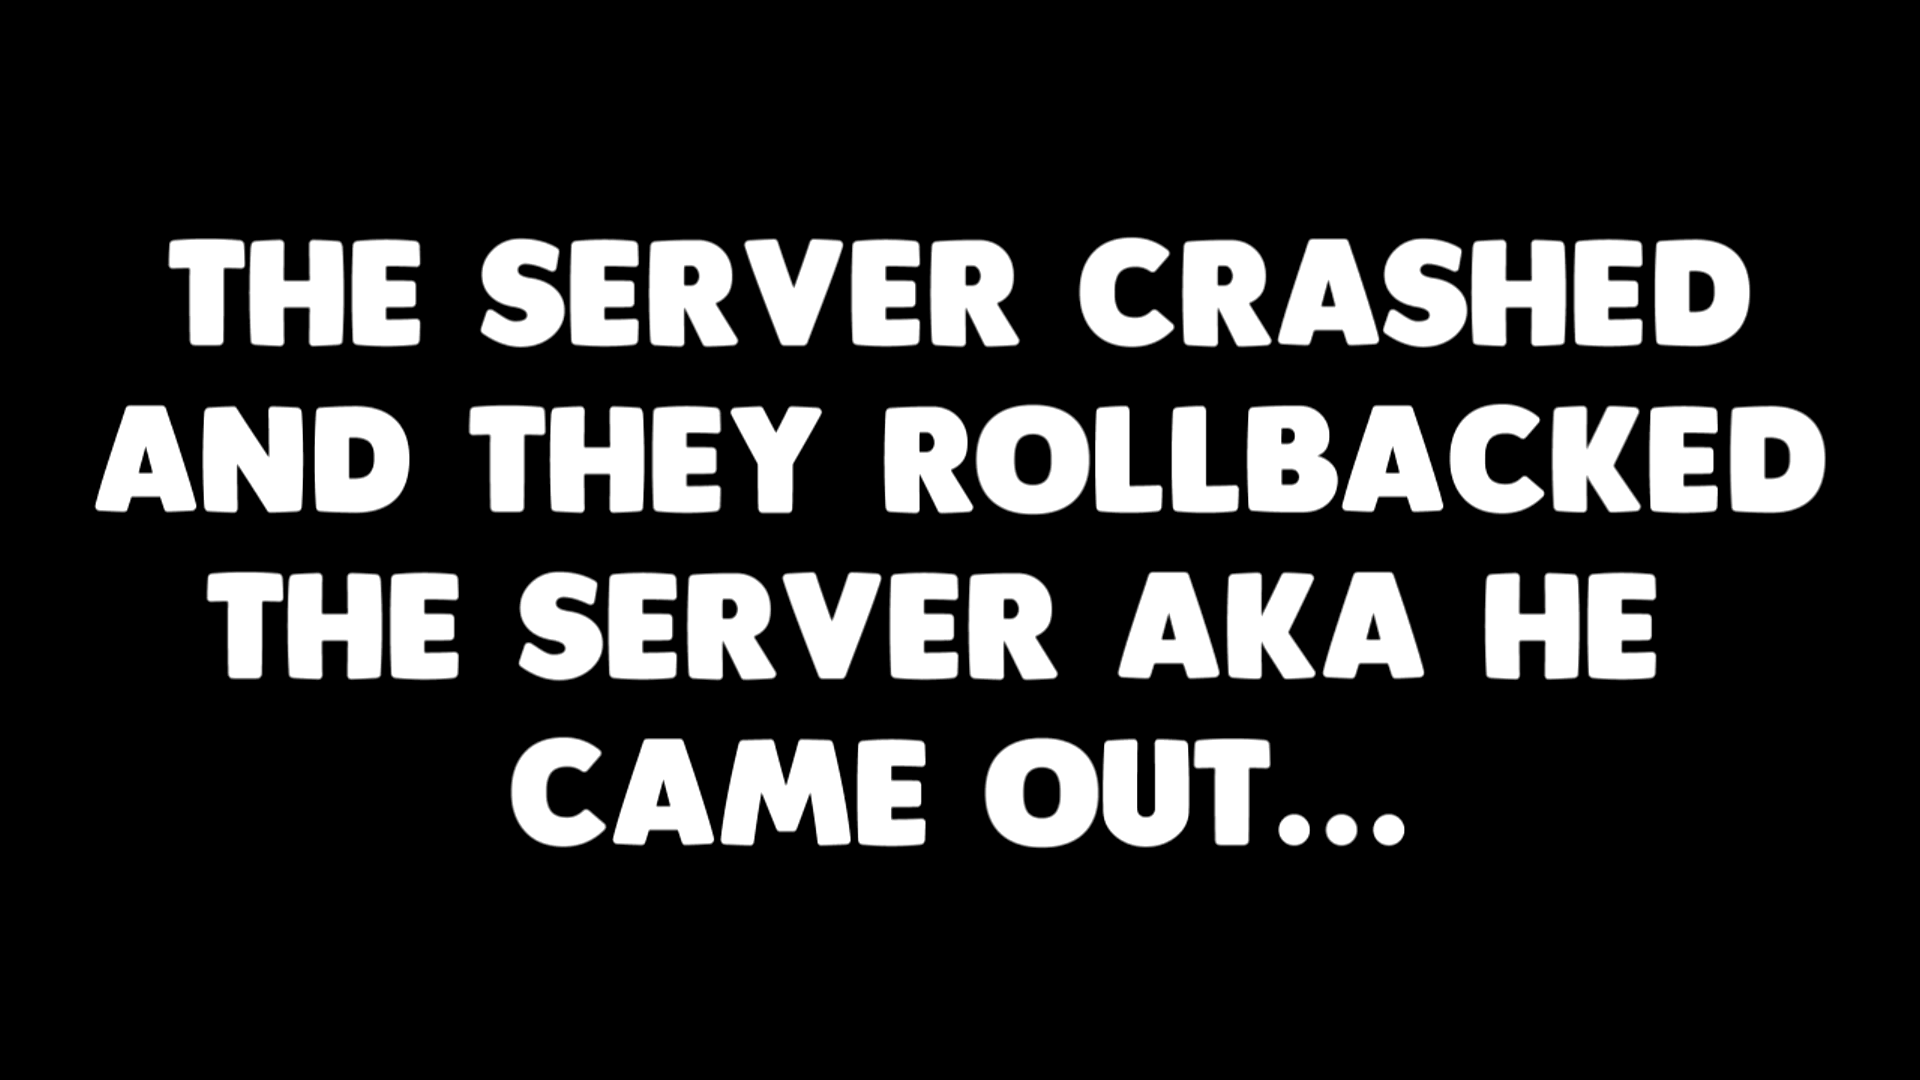 THE SERVER CRASHED
AND THEY ROLLBACKED
THE SERVER AKA HE
CAME OUT...